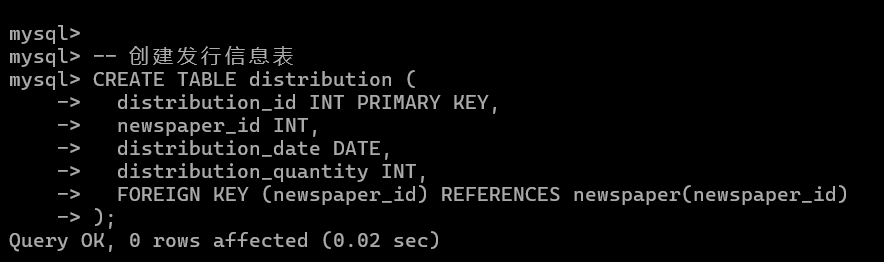 mysql>
mysql> -- 创建发行信息表
mysql> CREATE TABLE distribution (
    ->   distribution_id INT PRIMARY KEY,
    ->   newspaper_id INT,
    ->   distribution_date DATE,
    ->   distribution_quantity INT,
    ->   FOREIGN KEY (newspaper_id) REFERENCES newspaper(newspaper_id)
    -> );
Query OK, 0 rows affected (0.02 sec)